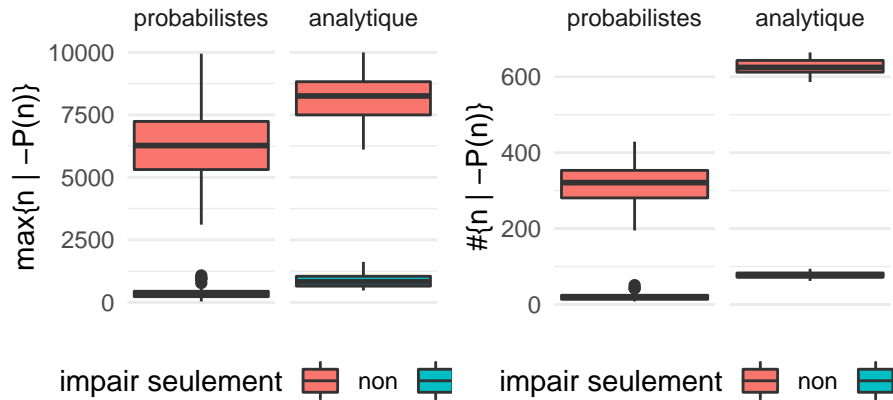 probabilistes analytique
max{n | −P(n)}
10000
7500
5000
2500
0
impair seulement non
probabilistes analytique
#{n | −P(n)}
600
400
200
0
impair seulement non